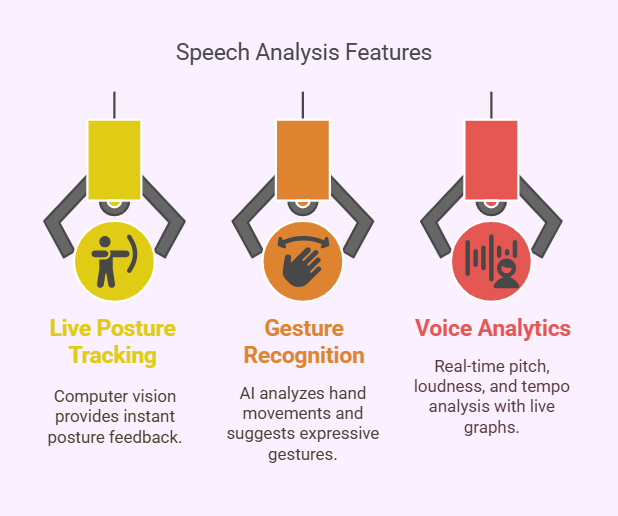 Speech Analysis Features
Live Posture
Tracking
Computer vision
provides instant
posture feedback.
Gesture
Recognition
AI analyzes hand
movements and
suggests expressive
gestures.
Voice Analytics
Real-time pitch,
loudness, and tempo
analysis with live
graphs.